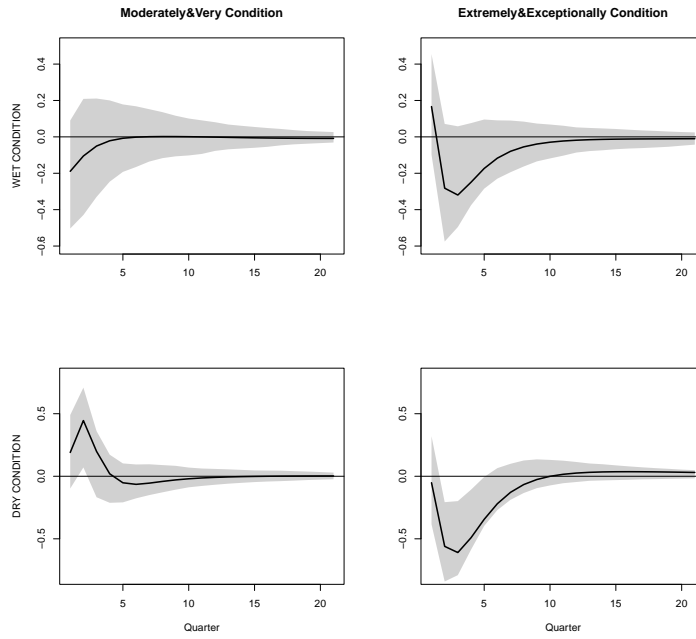 Moderately&Very Condition
Extremely&Exceptionally Condition
WET CONDITION
0.4
0.2
0.0
−0.2
−0.4
−0.6
5 10 15 20
0.4
0.2
0.0
−0.2
−0.4
−0.6
5 10 15 20
DRY CONDITION
0.5
0.0
−0.5
5 10 15 20
Quarter
0.5
0.0
−0.5
5 10 15 20
Quarter